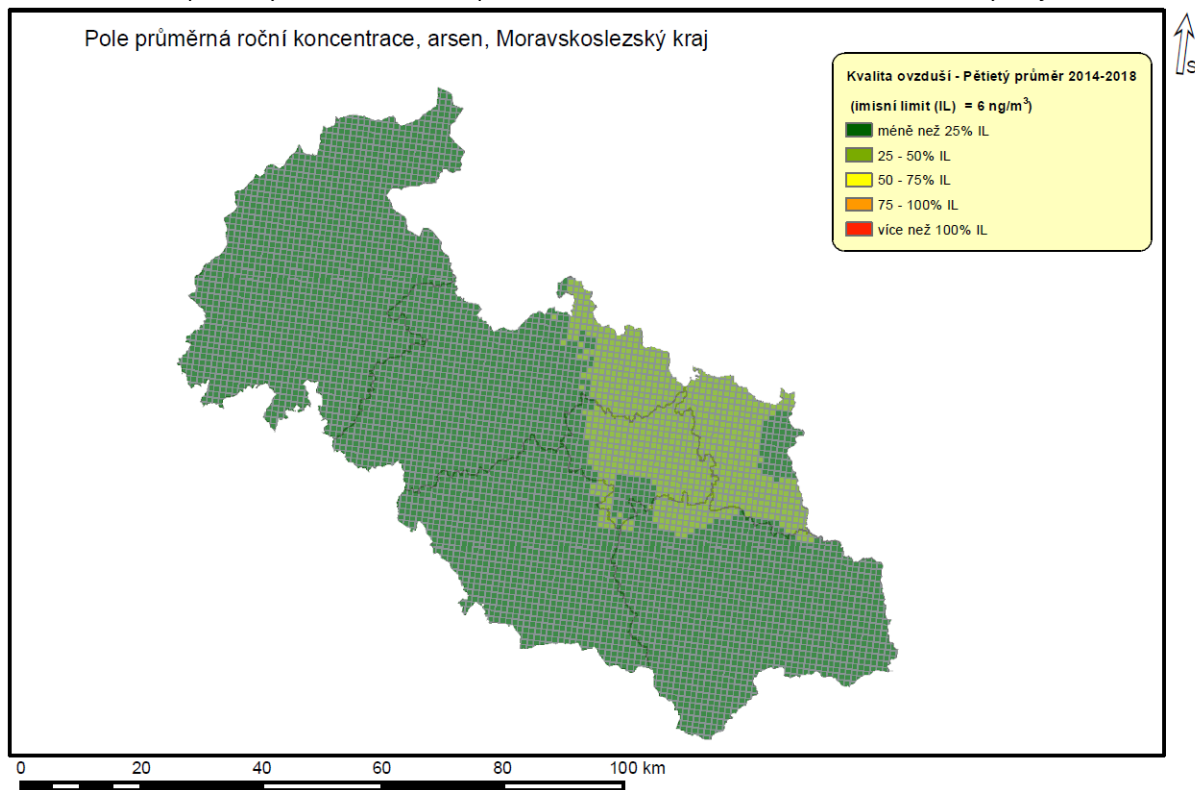 Pole průměrná roční koncentrace, arsen, Moravskoslezský kraj
Kvalita ovzduší - Pětietý průměr 2014-2018
(imisní limit (IL) = 6 ng/m³)
méně než 25% IL
25 - 50% IL
50 - 75% IL
75 - 100% IL
více než 100% IL
S
0 20 40 60 80 100 km